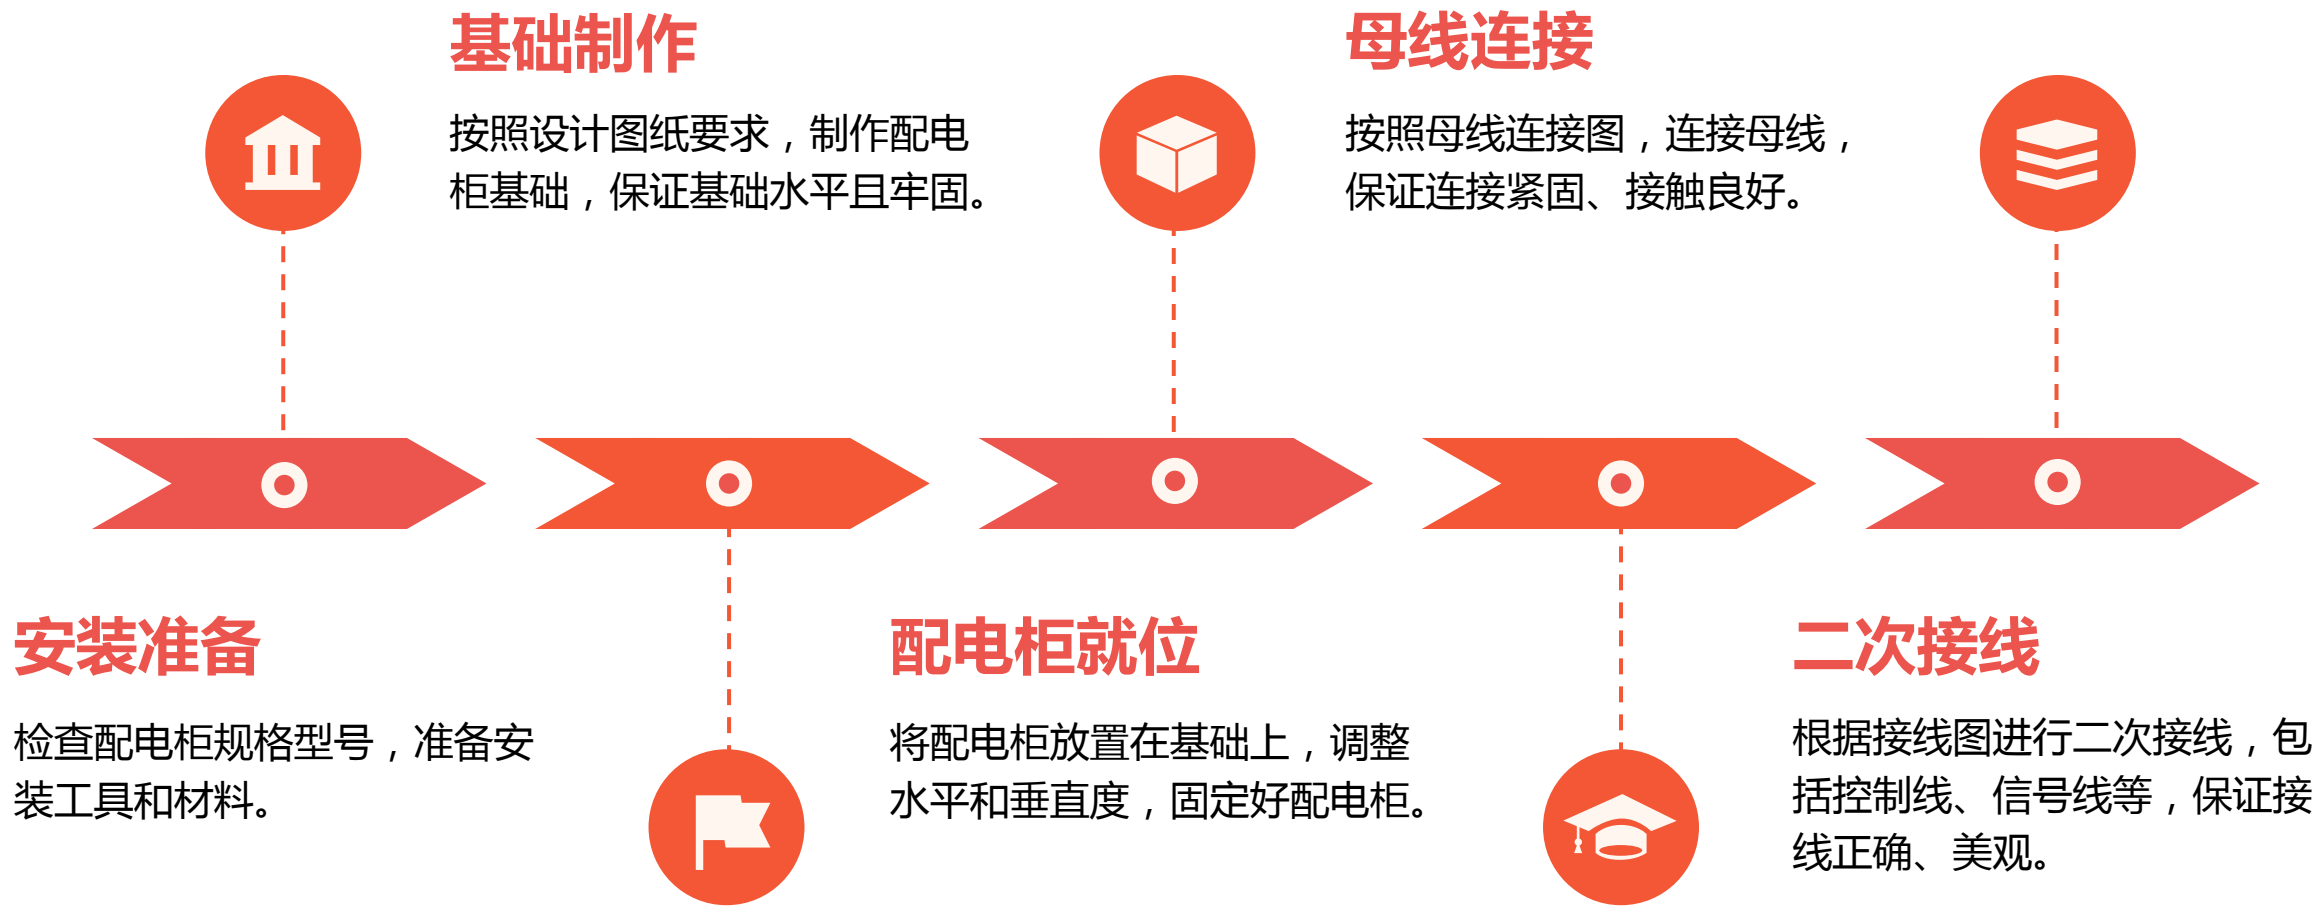 安装准备
检查配电柜规格型号，准备安
装工具和材料。
基础制作
按照设计图纸要求，制作配电
柜基础，保证基础水平且牢固。
配电柜就位
将配电柜放置在基础上，调整
水平和垂直度，固定好配电柜。
母线连接
按照母线连接图，连接母线，
保证连接紧固、接触良好。
二次接线
根据接线图进行二次接线，包
括控制线、信号线等，保证接
线正确、美观。